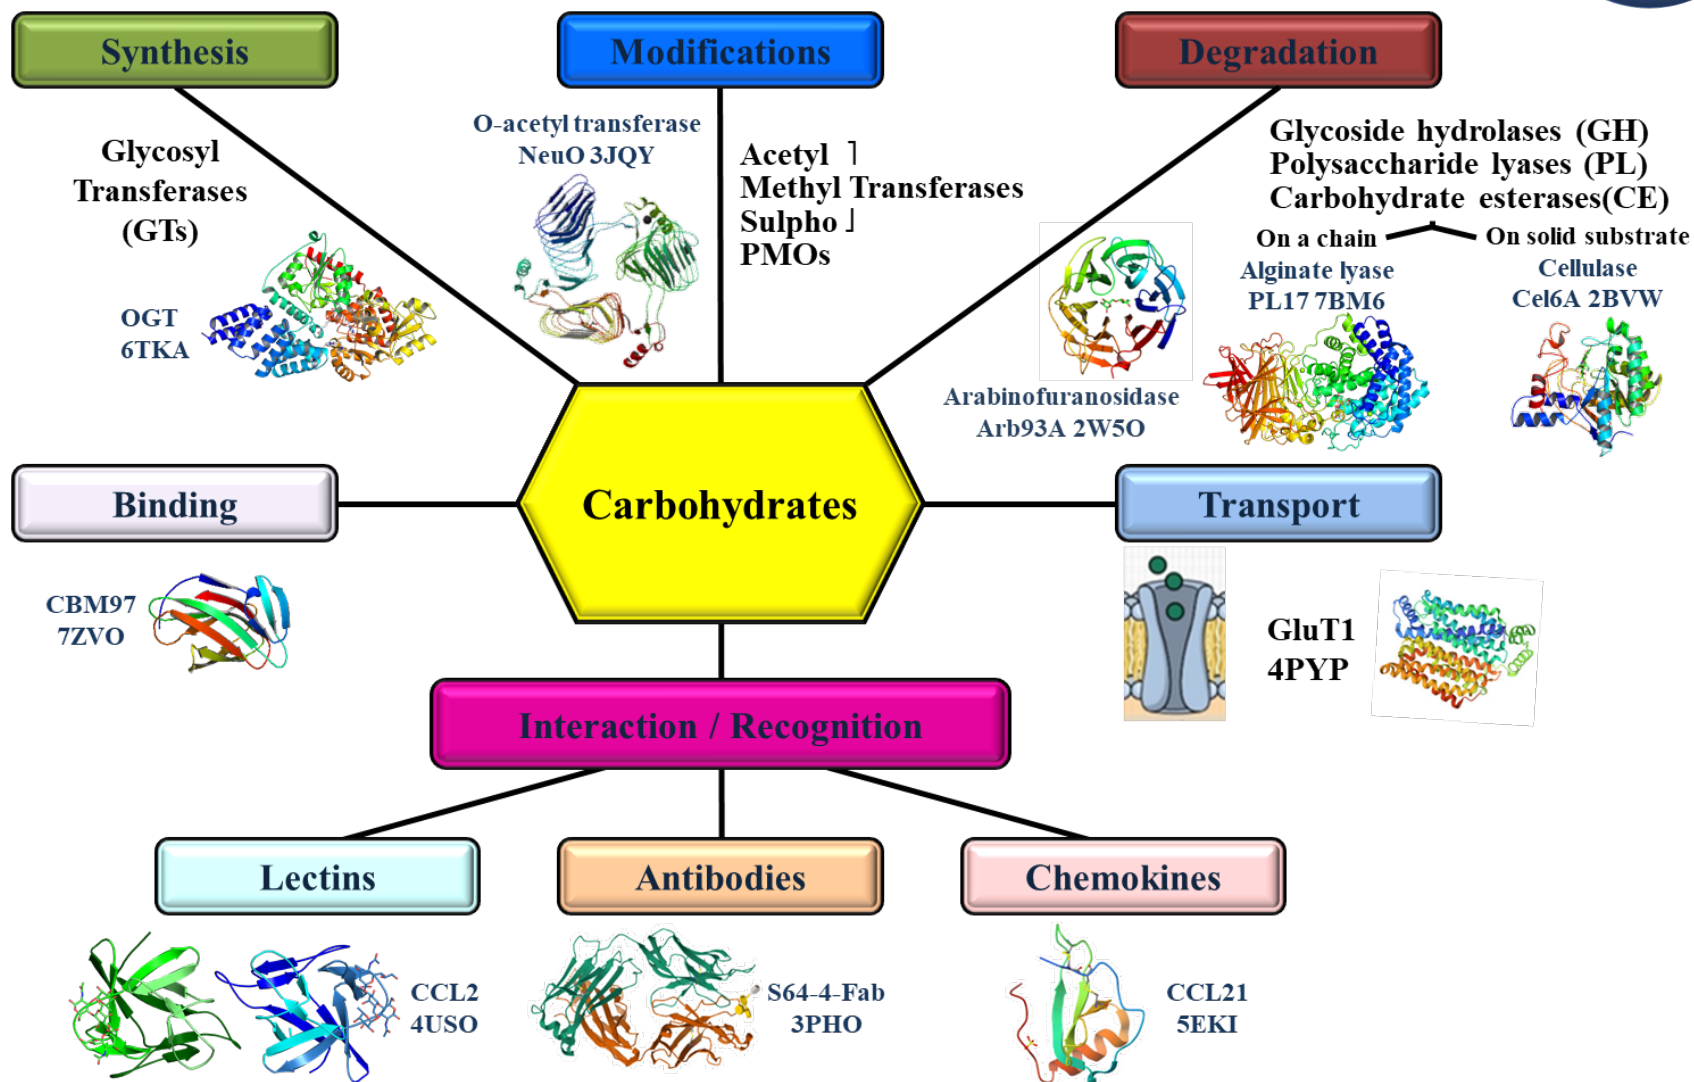 Synthesis
Modifications
Degradation
Glycosyl
Transferases
(GTs)
OGT
6TKA
O-acetyl transferase
NeuO 3JQY
Acetyl ⎤
Methyl Transferases
Sulpho ⎦
PMOs
Glycoside hydrolases (GH)
Polysaccharide lyases (PL)
Carbohydrate esterases(CE)
On a chain
On solid substrate
Alginate lyase
PL17 7BM6
Cellulase
Cel6A 2BVW
Arabinofuranosidase
Arb93A 2W5O
Binding
Carbohydrates
Transport
CBM97
7ZVO
GluT1
4PYP
Interaction / Recognition
Lectins
Antibodies
Chemokines
CCL2
4USO
S64-4-Fab
3PHO
CCL21
5EKI